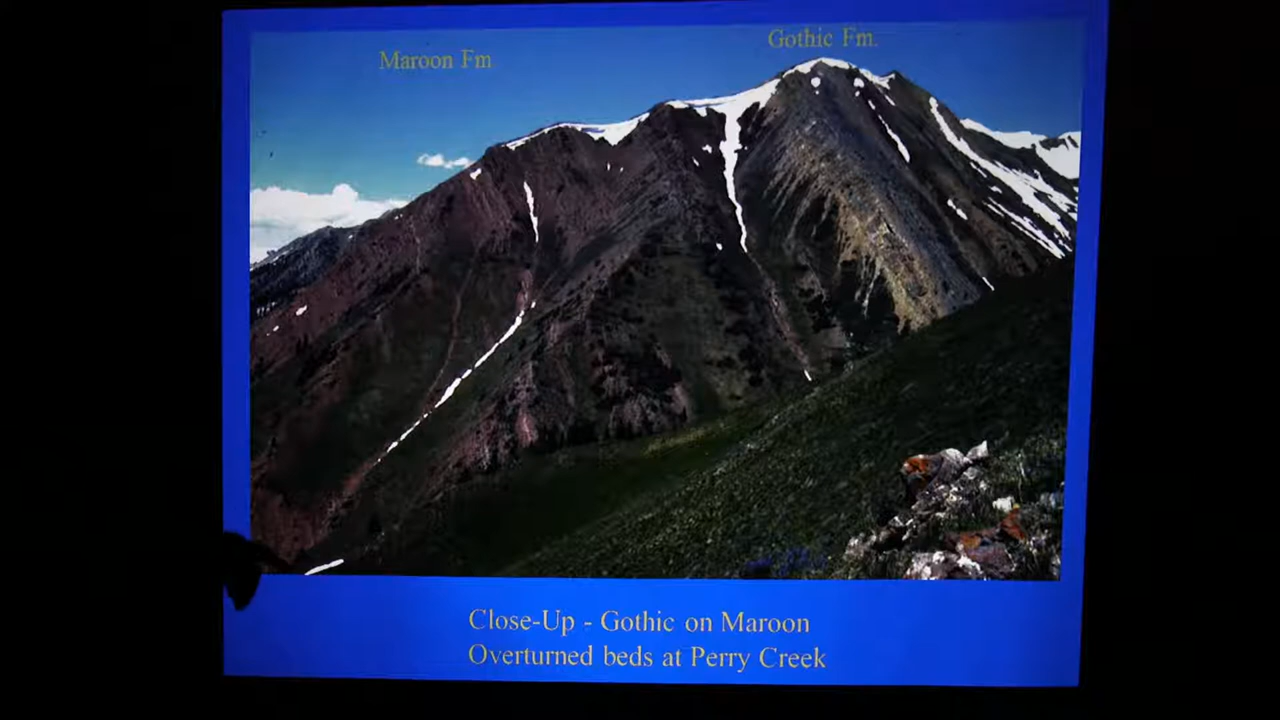 Maroon Fm
Gothic Fm.
Close-Up - Gothic on Maroon
Overturned beds at Perry Creek